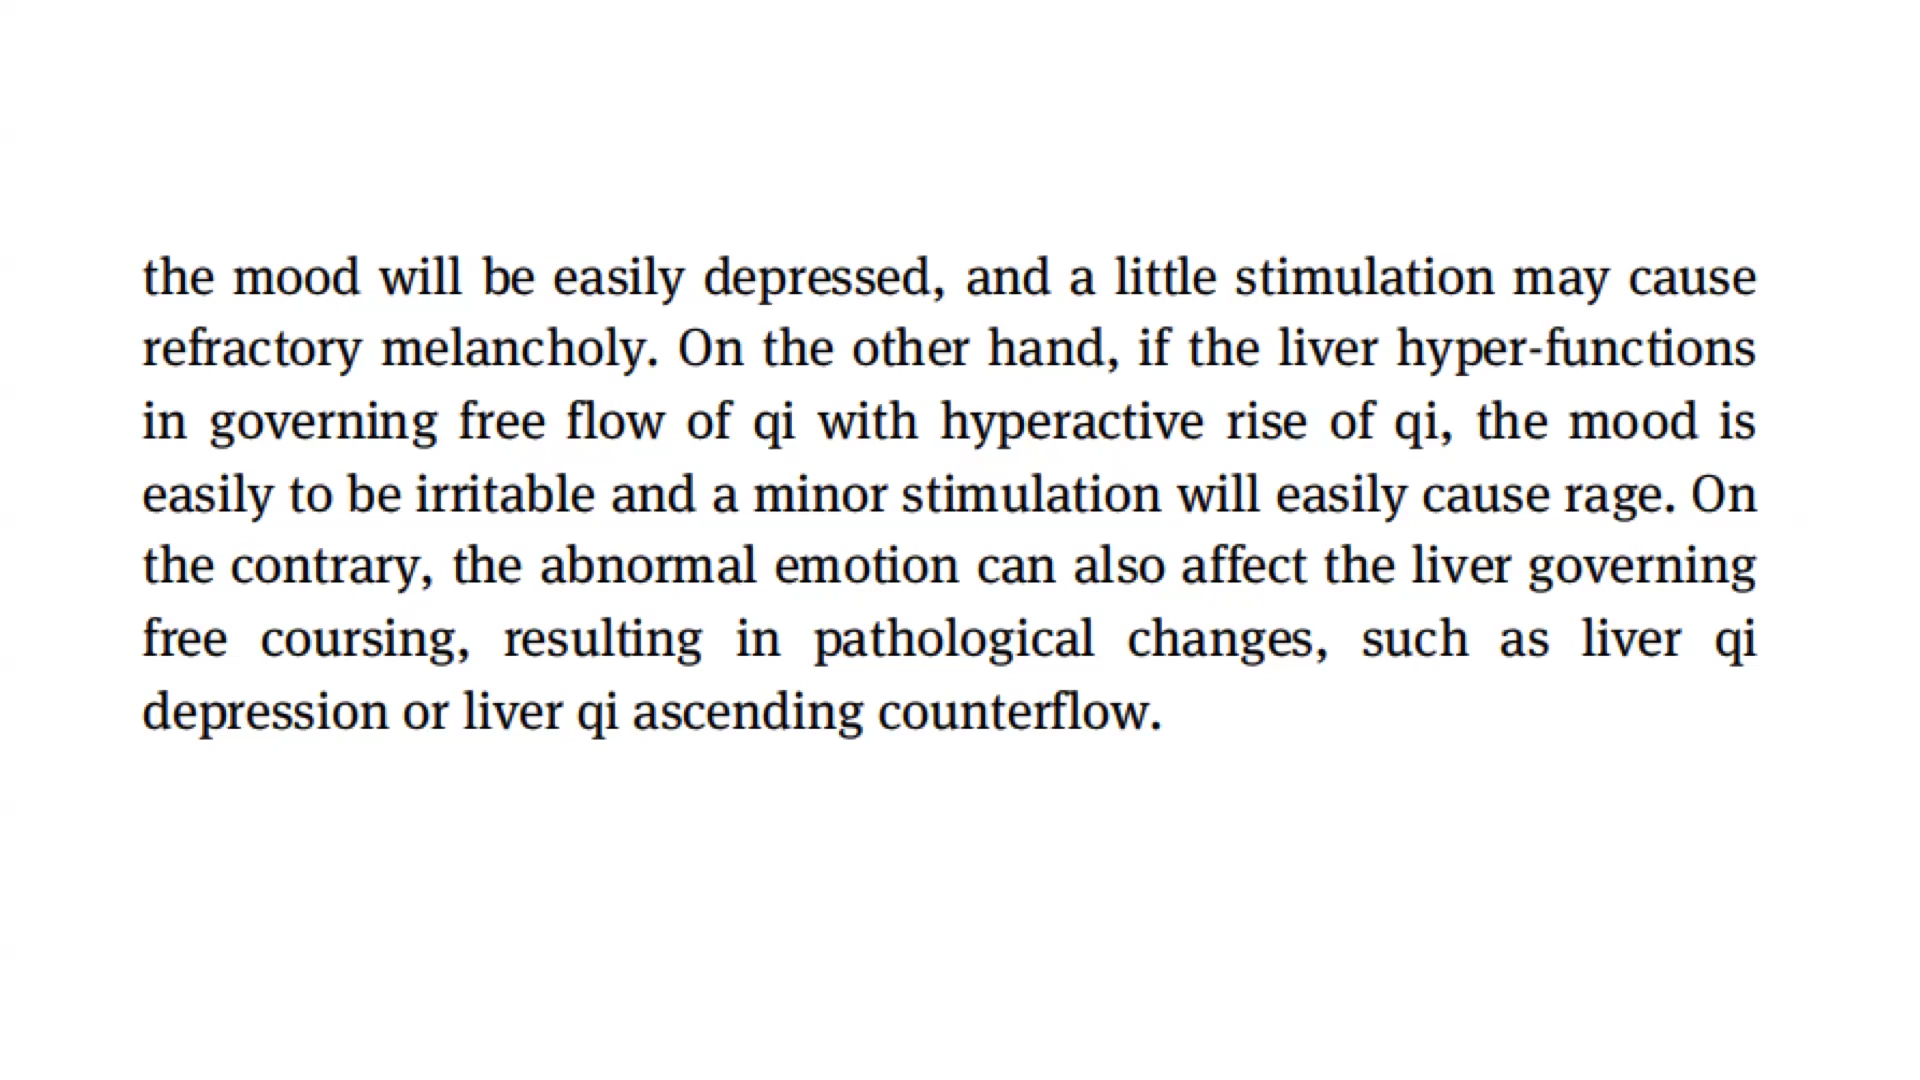 the mood will be easily depressed, and a little stimulation may cause
refractory melancholy. On the other hand, if the liver hyper-functions
in governing free flow of qi with hyperactive rise of qi, the mood is
easily to be irritable and a minor stimulation will easily cause rage. On
the contrary, the abnormal emotion can also affect the liver governing
free coursing, resulting in pathological changes, such as liver qi
depression or liver qi ascending counterflow.